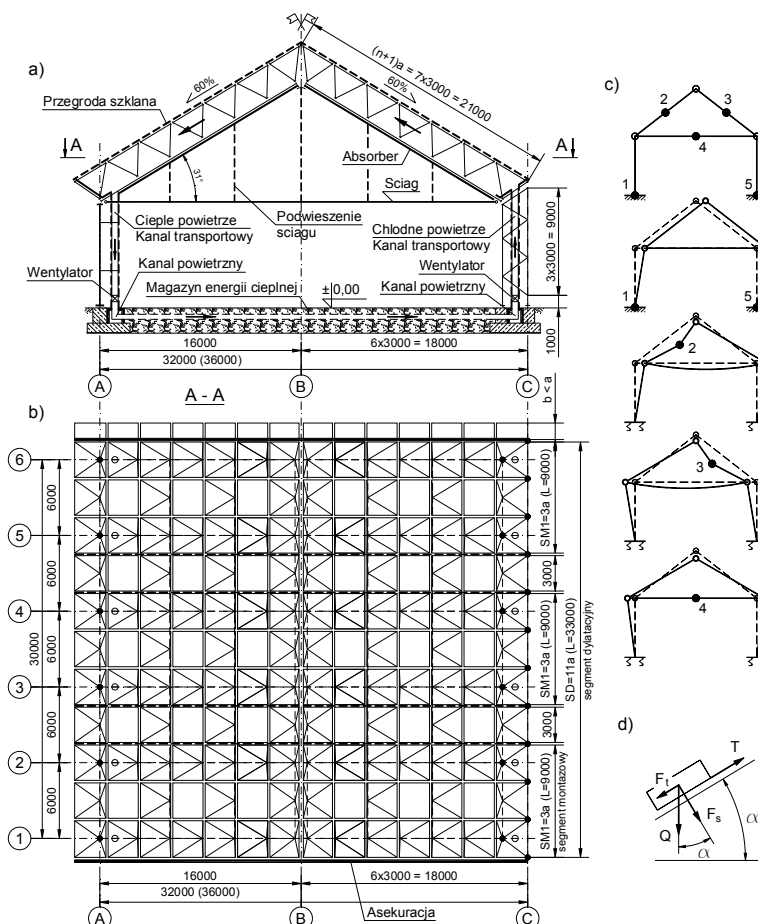 a)
60%
60%
(n+1)a = 7x3000 = 21000
Przegroda szklana
A
A
Absorber
31°
Sciag
Cieple powietrze
Kanal transportowy
Podwieszenie
sciagu
Chlodne powietrze
Kanal transportowy
3x3000 = 9000
Wentylator
Kanal powietrzny
Magazyn energii cieplnej
±0,00
Wentylator
Kanal powietrzny
1000
16000
6x3000 = 18000
32000 (36000)
A
B
C
A - A
b)
b < a
6
5
4
3
2
1
6000
6000
6000
6000
6000
30000
SM1=3a (L=9000)
3000
SM1=3a (L=9000)
3000
SM1=3a (L=9000)
segment montazowy
SD=11a (L=33000)
segment dylatacyjny
16000
6x3000 = 18000
32000 (36000)
Asekuracja
A
B
C
c)
2
3
4
1
5
1
5
2
3
4
d)
T
Ft
Fs
Q
α
α